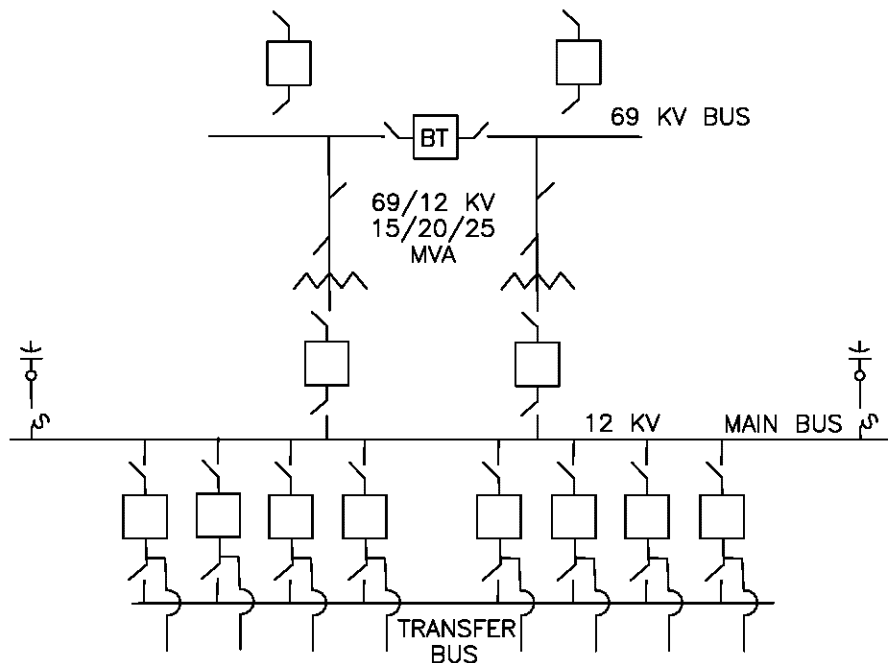 BT
69 KV BUS
69/12 KV
15/20/25
MVA
12 KV
MAIN BUS
TRANSFER
BUS